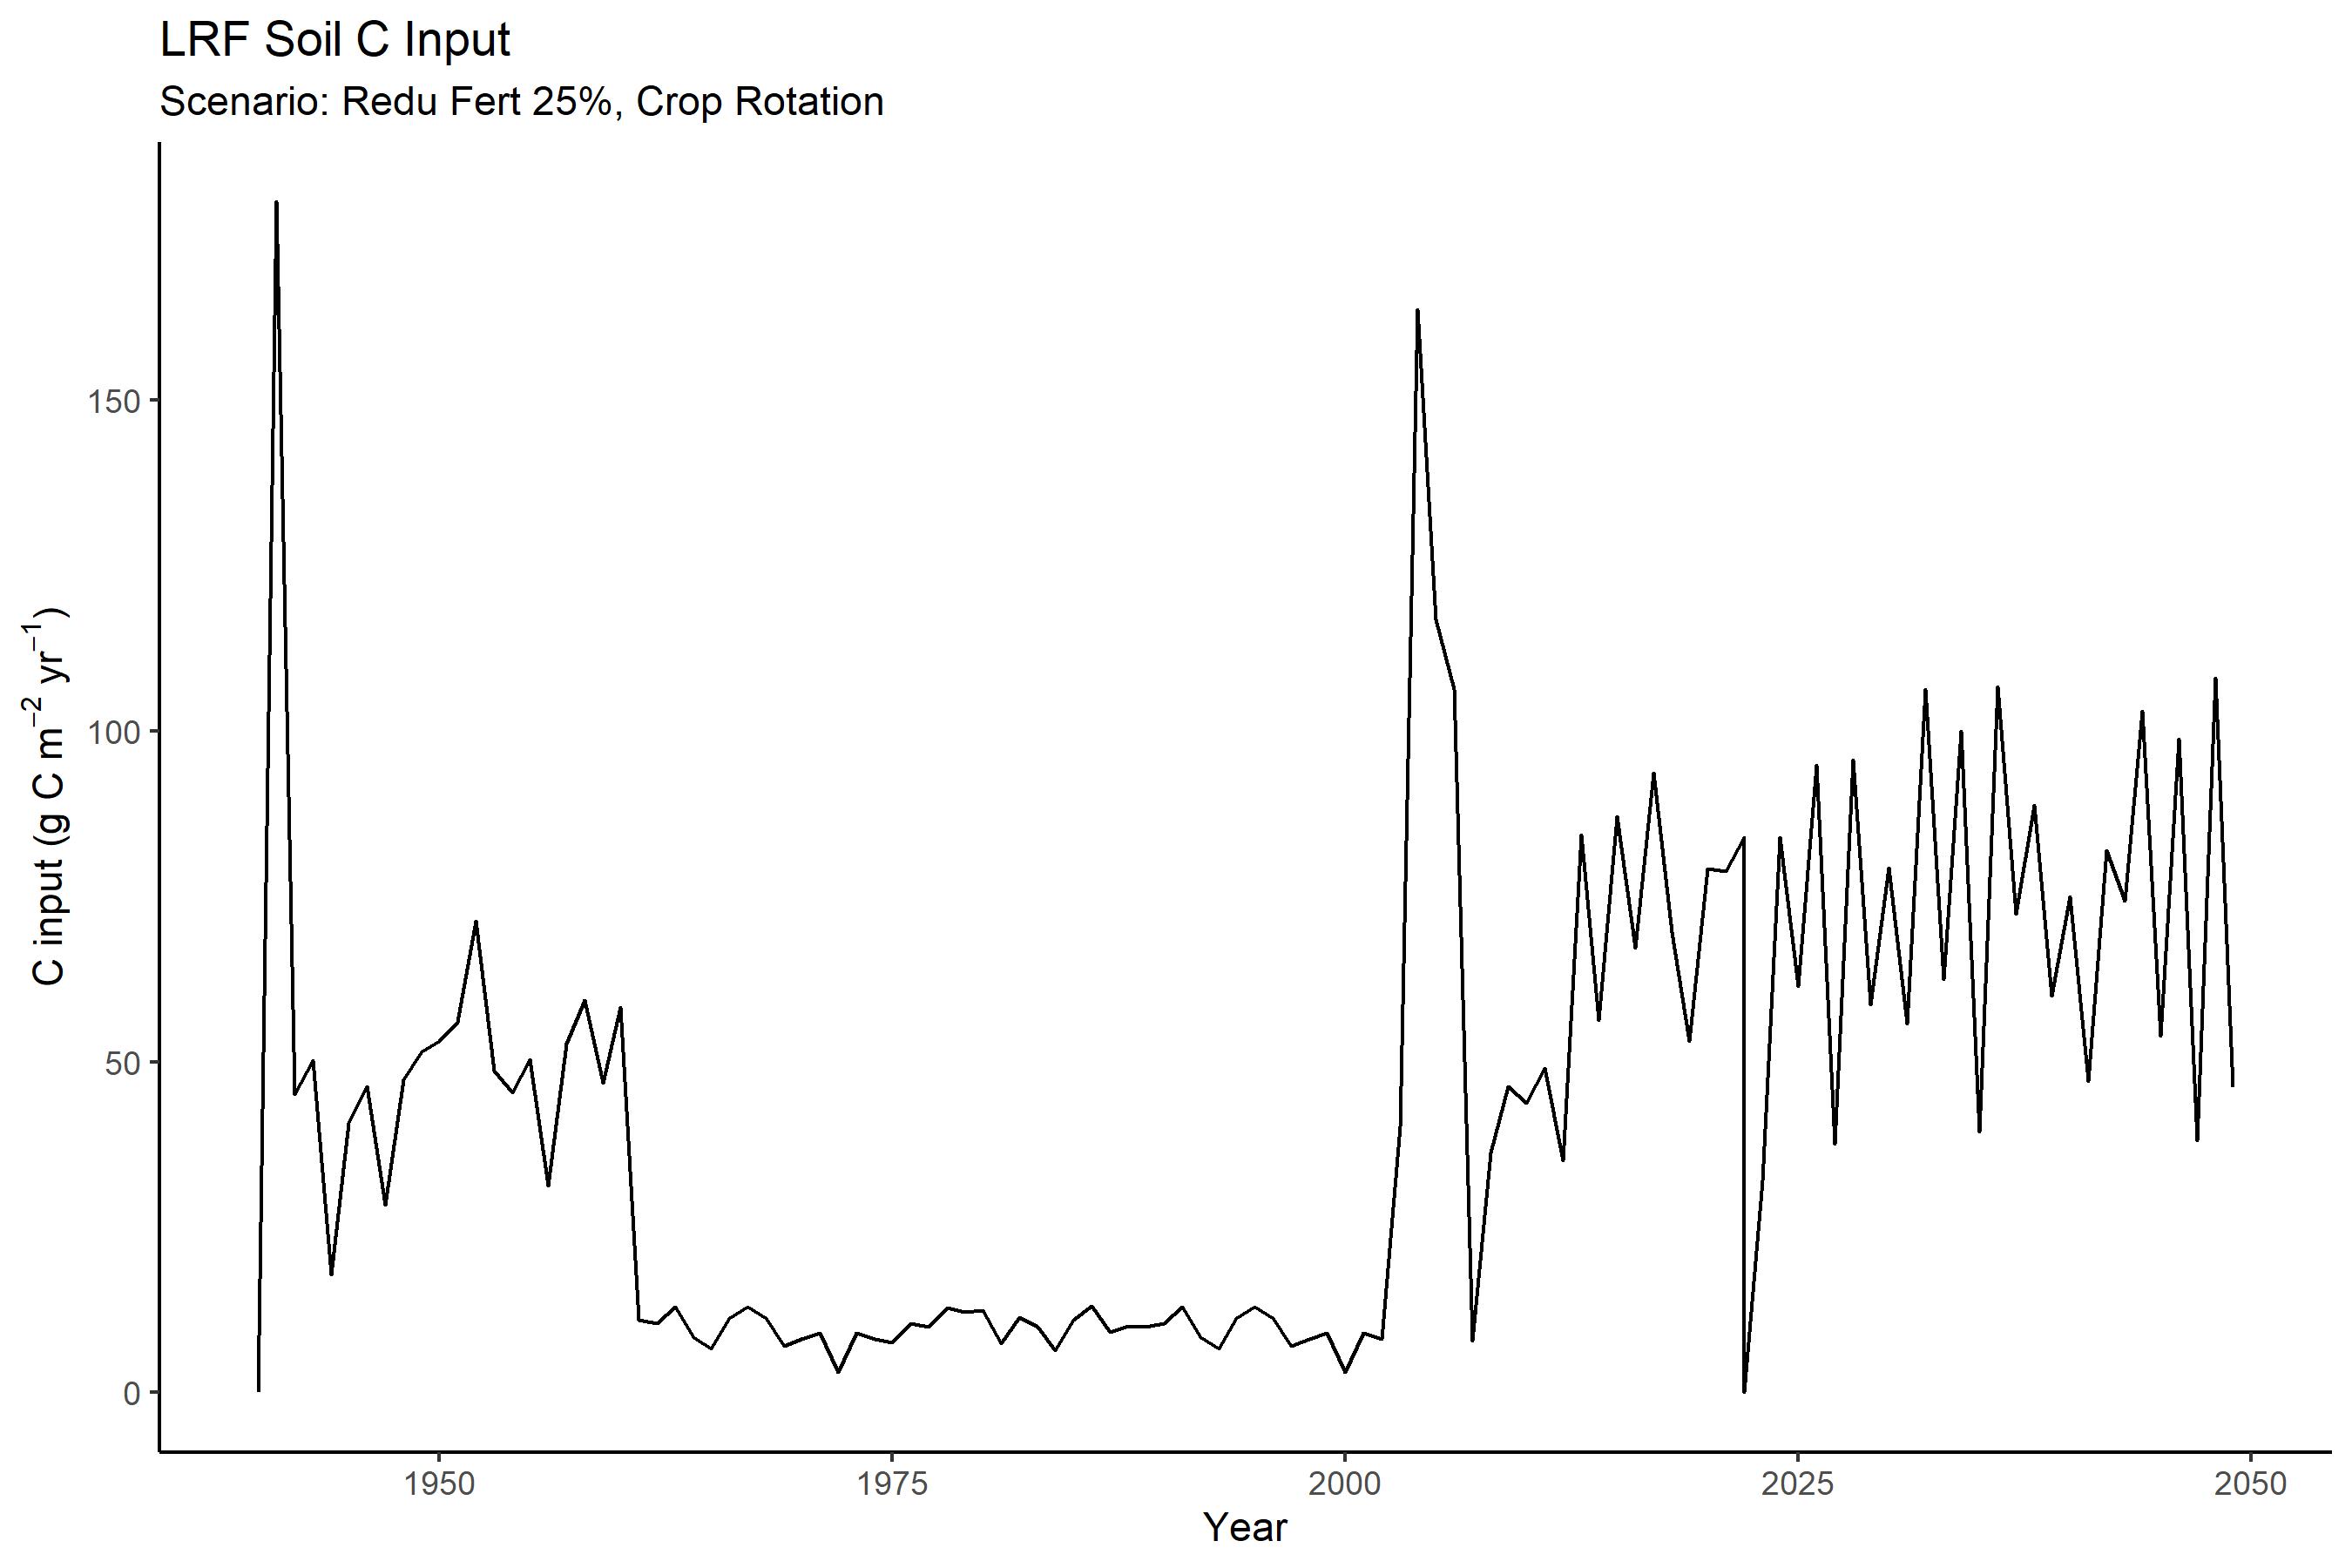 LRF Soil C Input
Scenario: Redu Fert 25%, Crop Rotation
C input (g C m⁻² yr⁻¹)
150
100
50
0
1950
1975
2000
2025
2050
Year